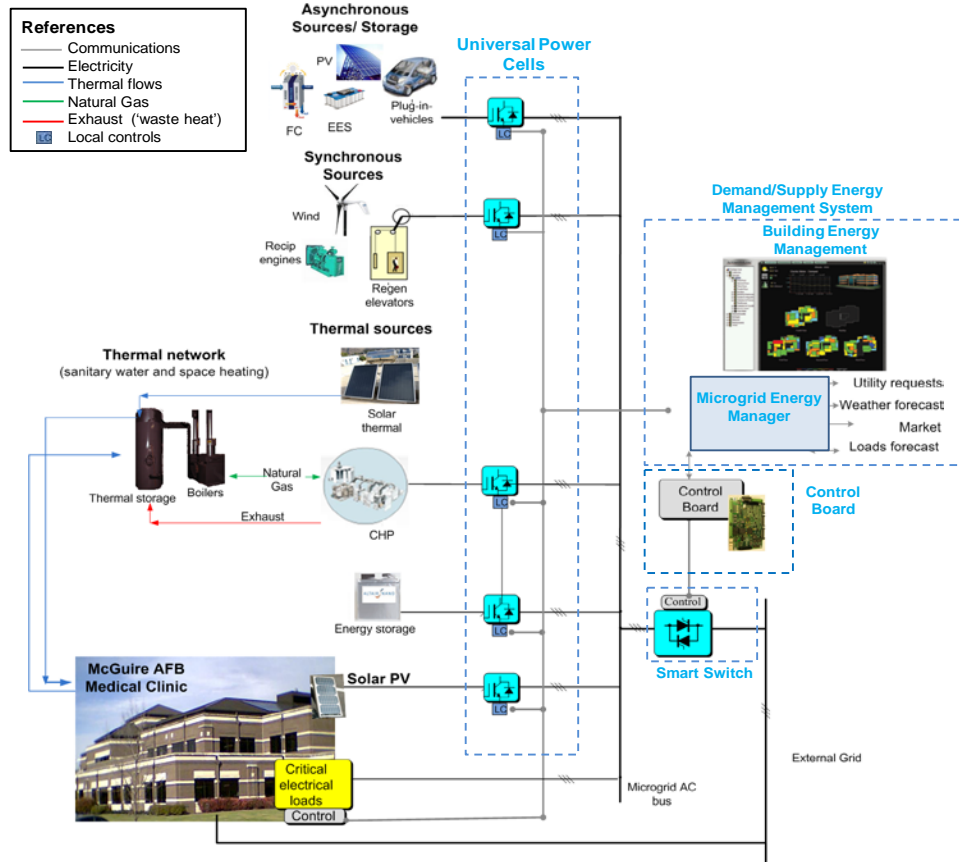 References
Communications
Electricity
Thermal flows
Natural Gas
Exhaust (‘waste heat’)
LC Local controls
Asynchronous
Sources/ Storage
PV
FC
EES
Plug-in-
vehicles
Universal Power
Cells
LC
Synchronous
Sources
Wind
Recip
engines
Regen
elevators
LC
Demand/Supply Energy
Management System
Building Energy
Management
Thermal sources
Solar
thermal
Thermal network
(sanitary water and space heating)
Thermal storage
Boilers
Natural
Gas
Exhaust
CHP
LC
Microgrid Energy
Manager
Utility requests
Weather forecast
Market
Loads forecast
Control
Board
Control
Board
Energy storage
LC
Control
Smart Switch
McGuire AFB
Medical Clinic
Solar PV
LC
Critical
electrical
loads
Control
Microgrid AC
bus
External Grid